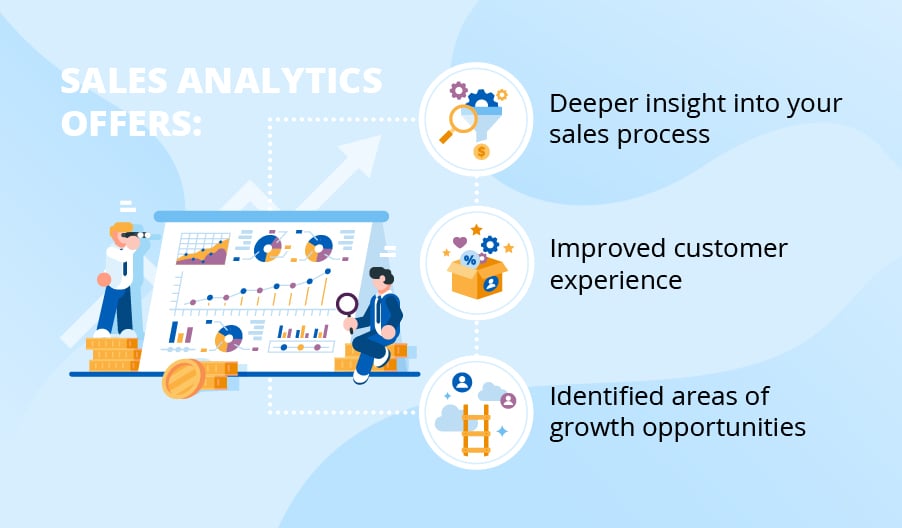 SALES ANALYTICS
OFFERS:
$
Deeper insight into your
sales process
%
Improved customer
experience
Identified areas of
growth opportunities